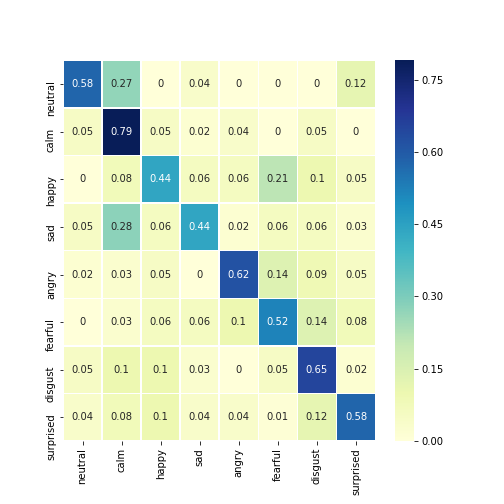 neutral 0.58 0.27 0 0.04 0 0 0 0.12
calm 0.05 0.79 0.05 0.02 0.04 0 0.05 0
happy 0 0.08 0.44 0.06 0.06 0.21 0.1 0.05
sad 0.05 0.28 0.06 0.44 0.02 0.06 0.06 0.03
angry 0.02 0.03 0.05 0 0.62 0.14 0.09 0.05
fearful 0 0.03 0.06 0.06 0.1 0.52 0.14 0.08
disgust 0.05 0.1 0.1 0.03 0 0.05 0.65 0.02
surprised 0.04 0.08 0.1 0.04 0.04 0.01 0.12 0.58
neutral calm happy sad angry fearful disgust surprised
0.75
0.60
0.45
0.30
0.15
0.00